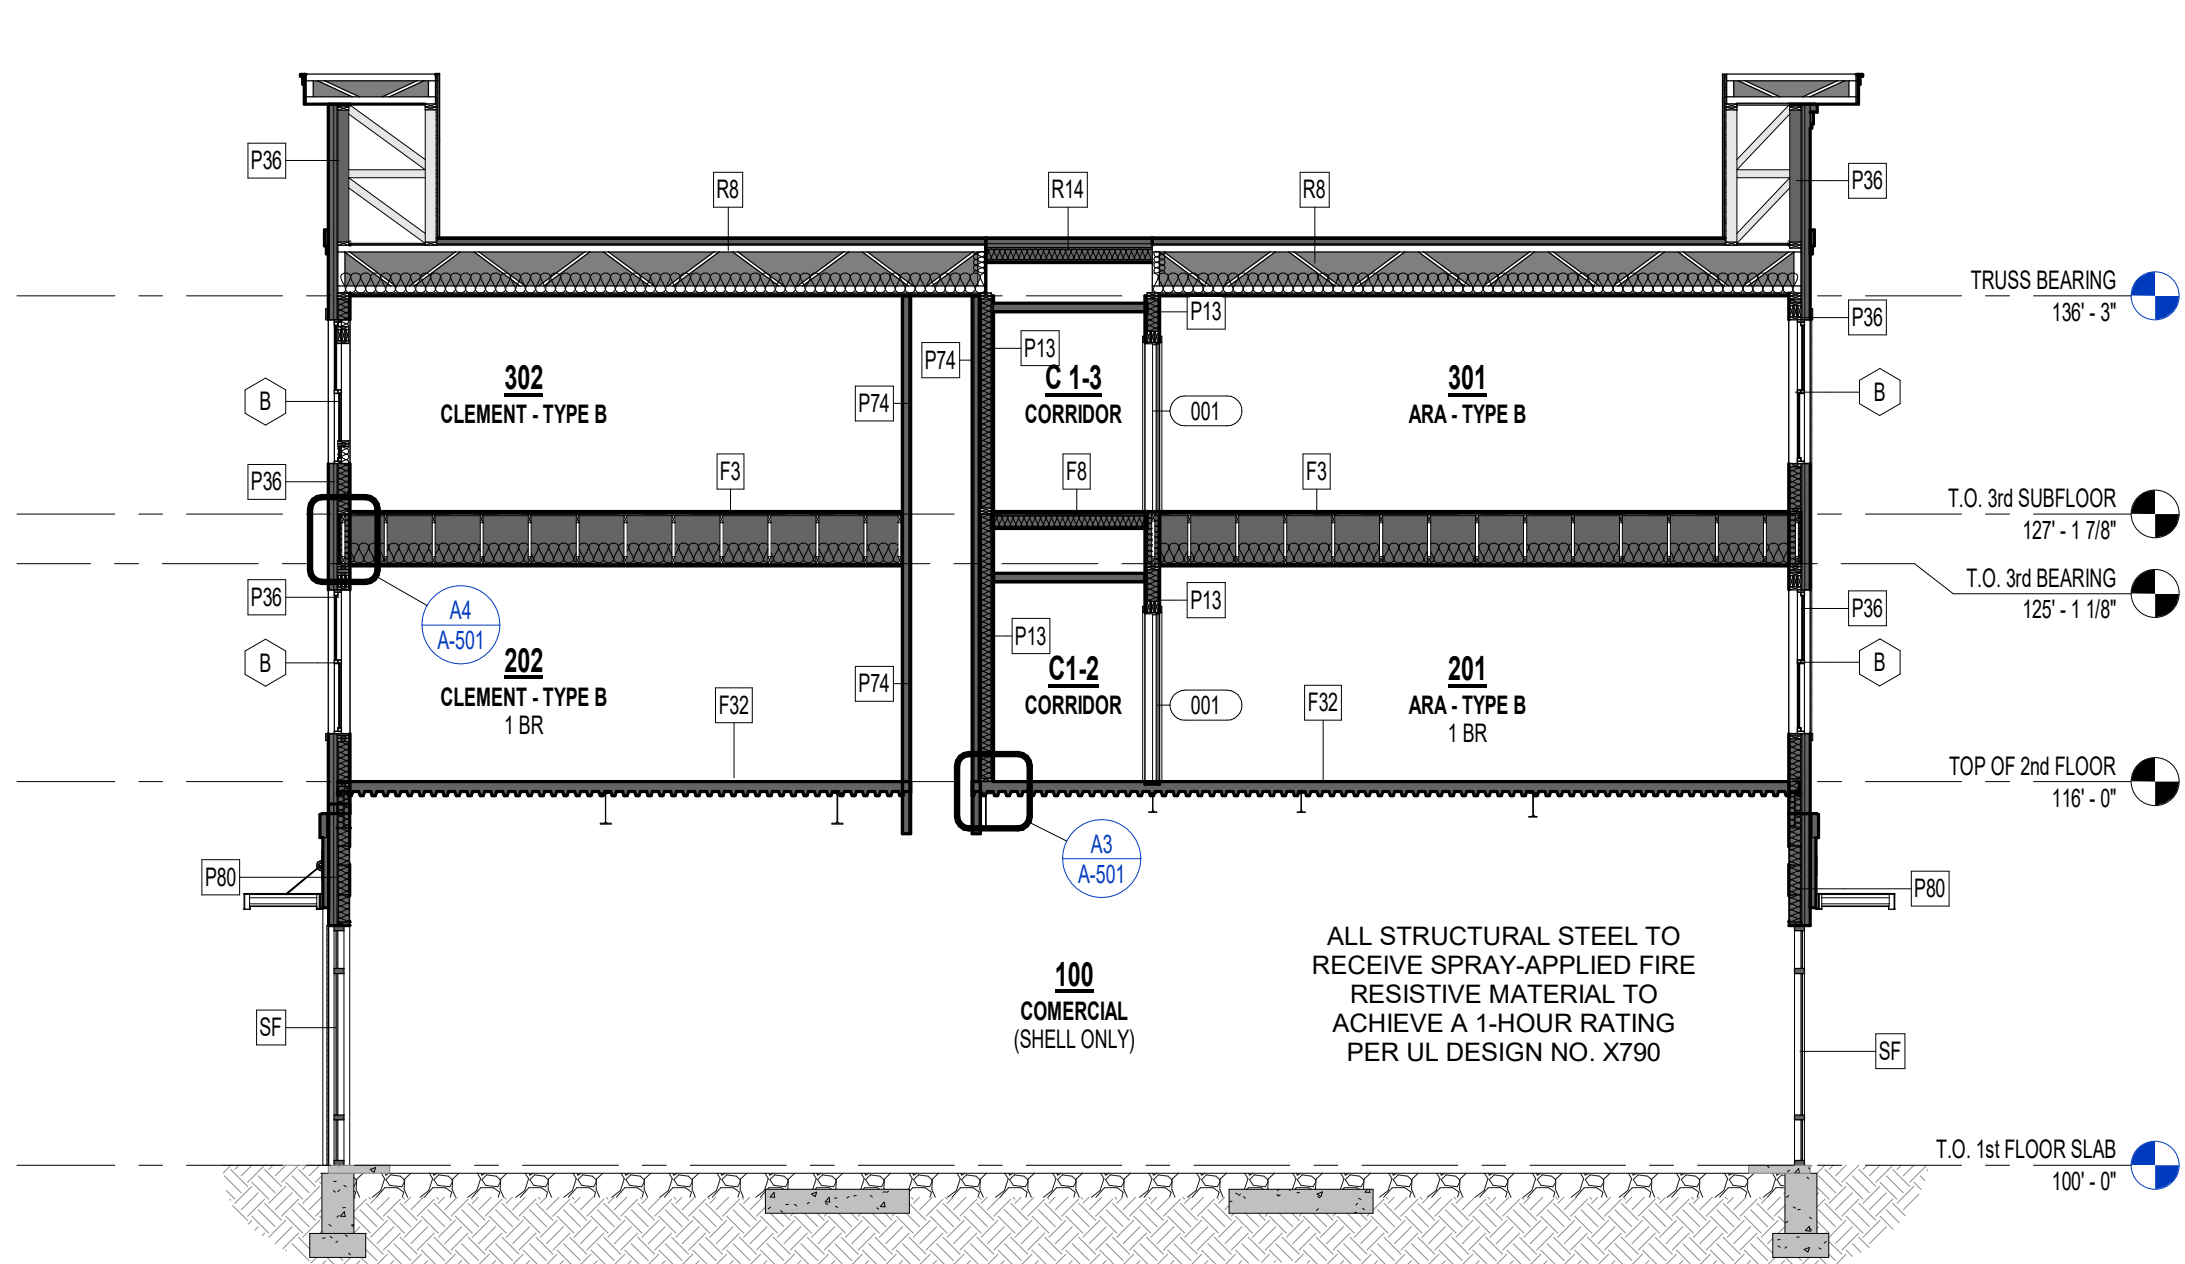 P36
R8
R14
R8
P36
TRUSS BEARING
136' - 3"
P13
P36
P74
P13
302
CLEMENT - TYPE B
C 1-3
CORRIDOR
301
ARA - TYPE B
B
P74
001
B
P36
F3
F8
F3
T.O. 3rd SUBFLOOR
127' - 1 7/8"
T.O. 3rd BEARING
125' - 1 1/8"
P36
A4
A-501
P13
P36
P13
B
202
CLEMENT - TYPE B
1 BR
P74
F32
C1-2
CORRIDOR
001
F32
201
ARA - TYPE B
1 BR
B
TOP OF 2nd FLOOR
116' - 0"
A3
A-501
P80
P80
ALL STRUCTURAL STEEL TO
RECEIVE SPRAY-APPLIED FIRE
RESISTIVE MATERIAL TO
ACHIEVE A 1-HOUR RATING
PER UL DESIGN NO. X790
100
COMERCIAL
(SHELL ONLY)
SF
SF
T.O. 1st FLOOR SLAB
100' - 0"